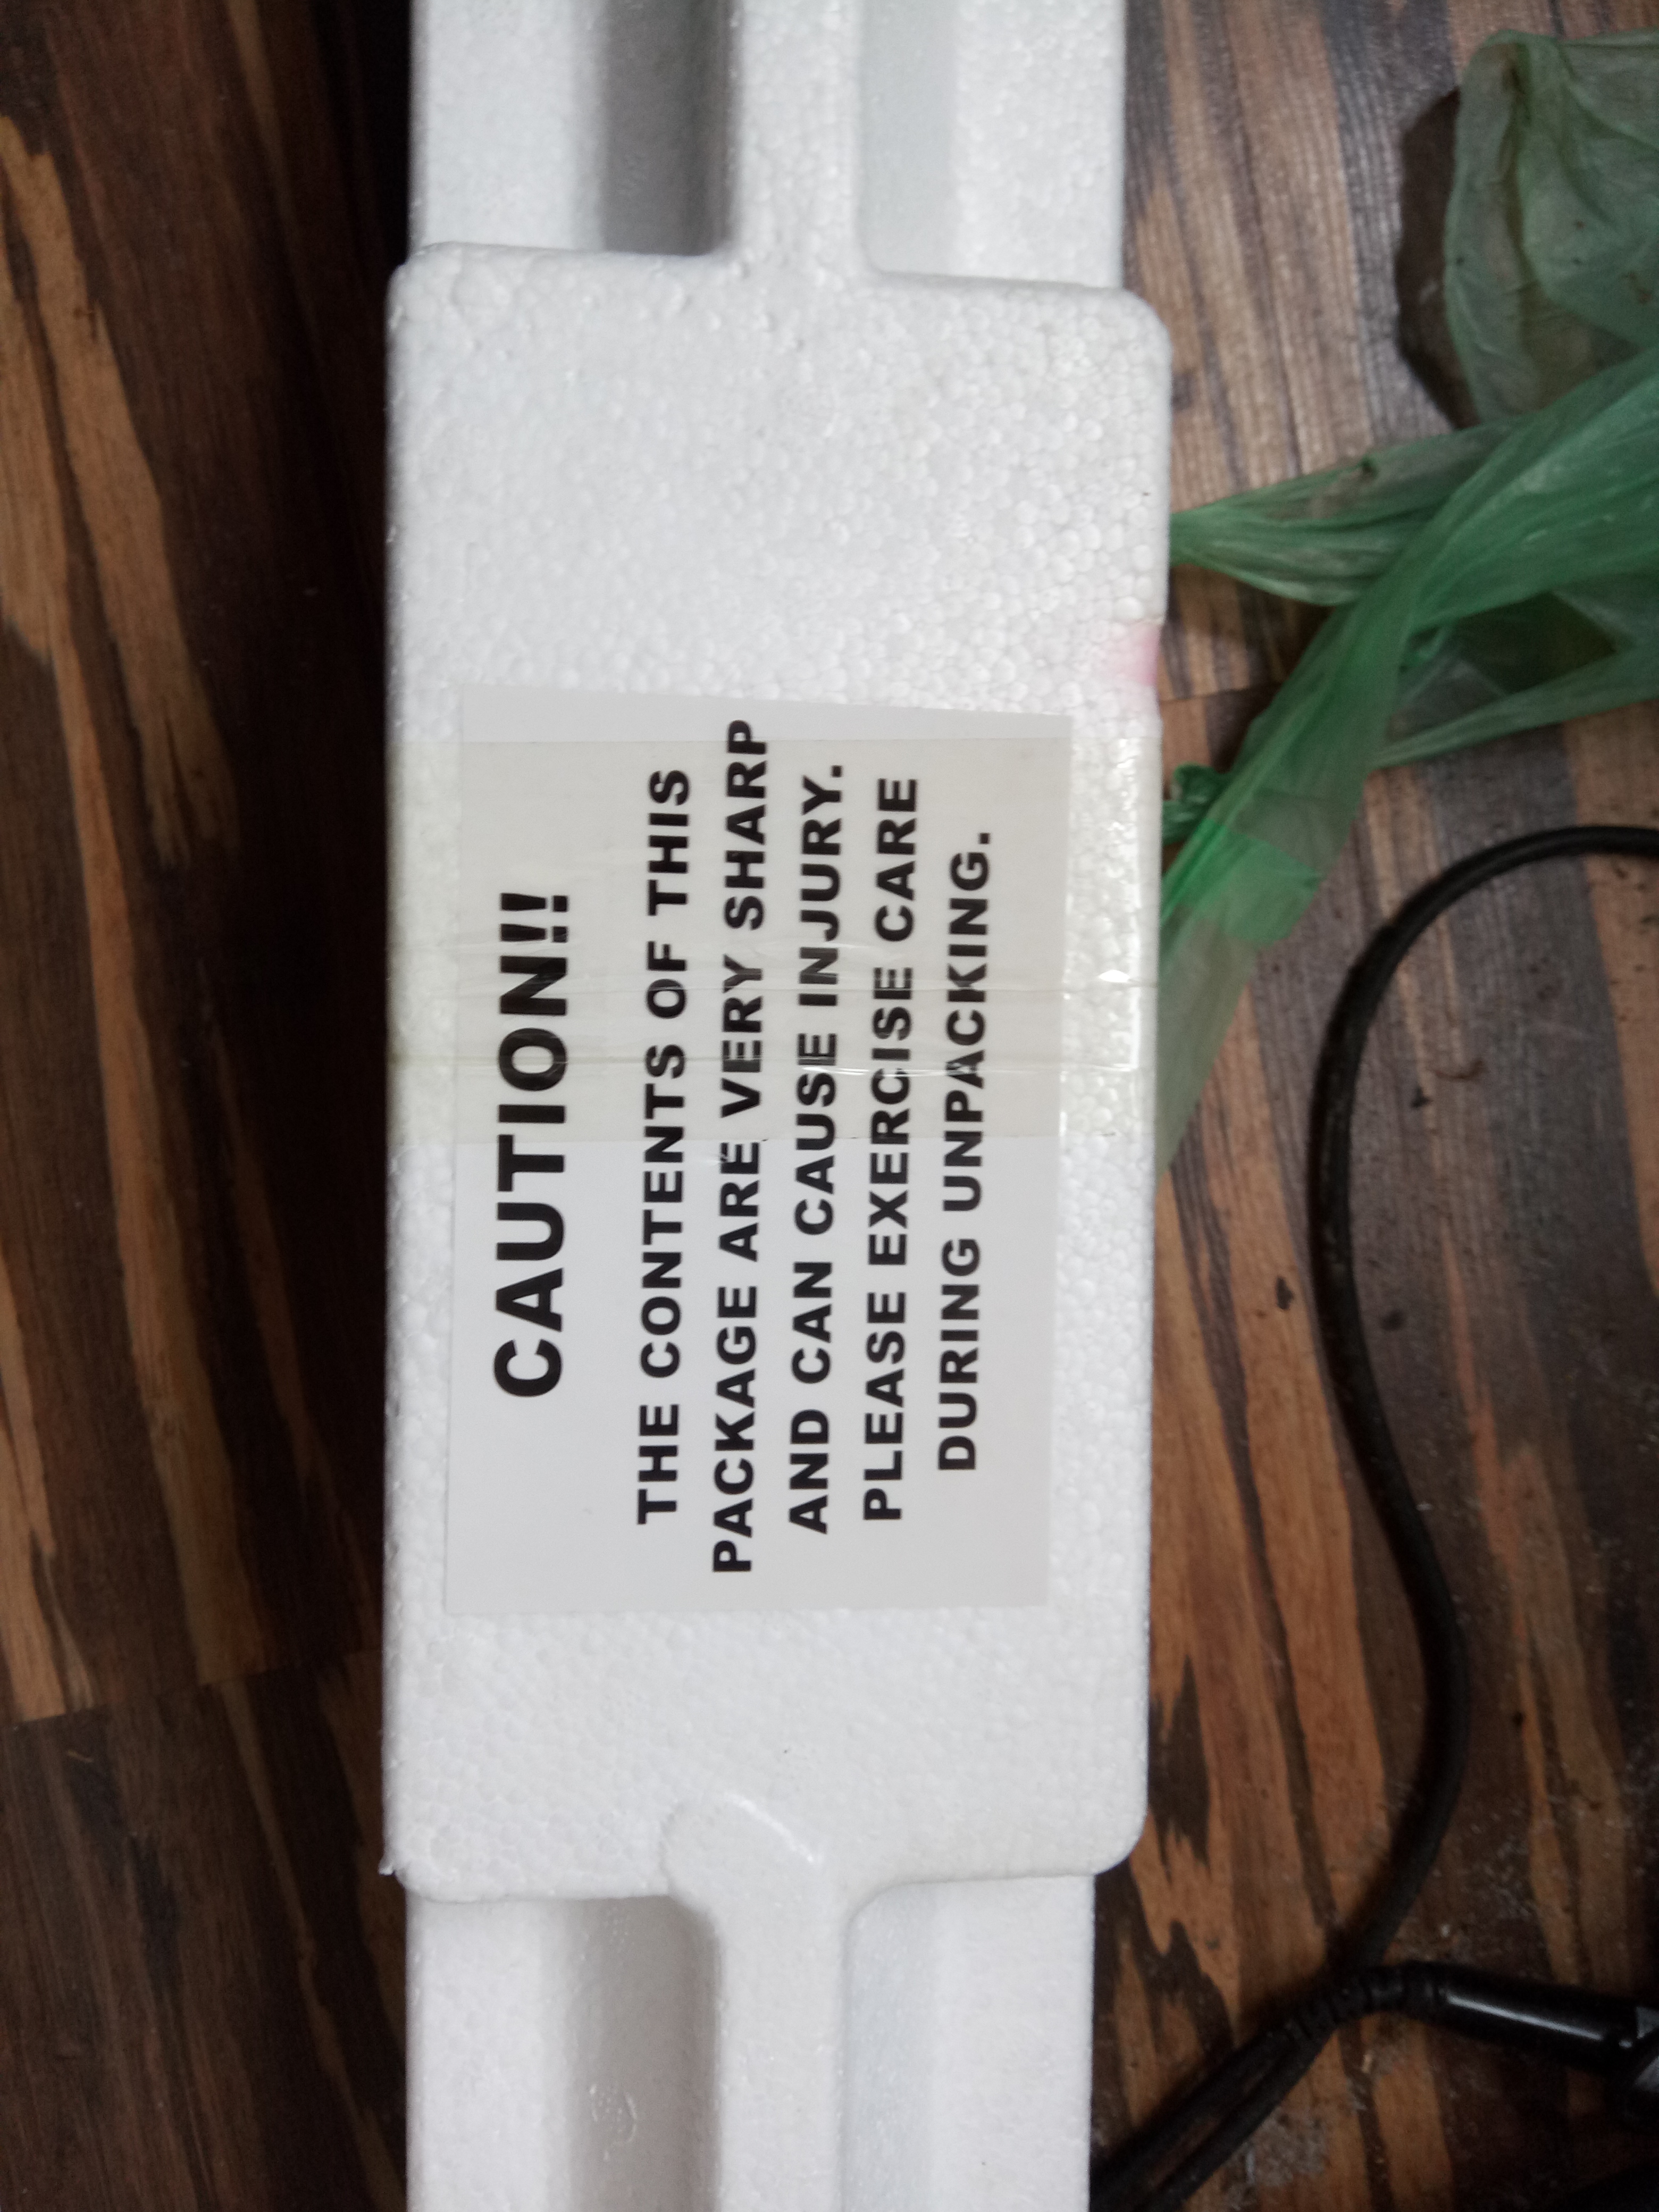 CAUTION!!
THE CONTENTS OF THIS
PACKAGE ARE VERY SHARP
AND CAN CAUSE INJURY.
PLEASE EXERCISE CARE
DURING UNPACKING.